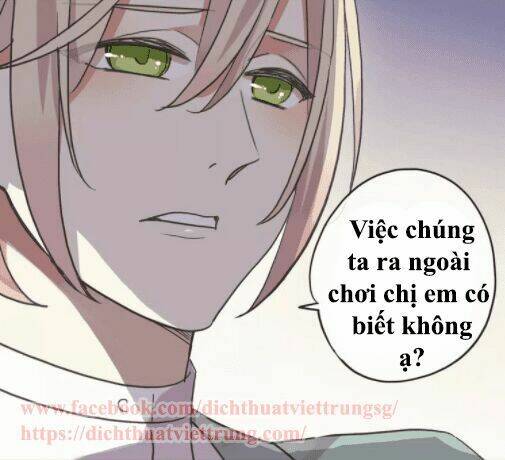 Việc chúng
ta ra ngoài
chơi chị em có
biết không
ạ?
www.facebook.com/dichthuatviettrungsg/
https://dichthuatviettrung.com/